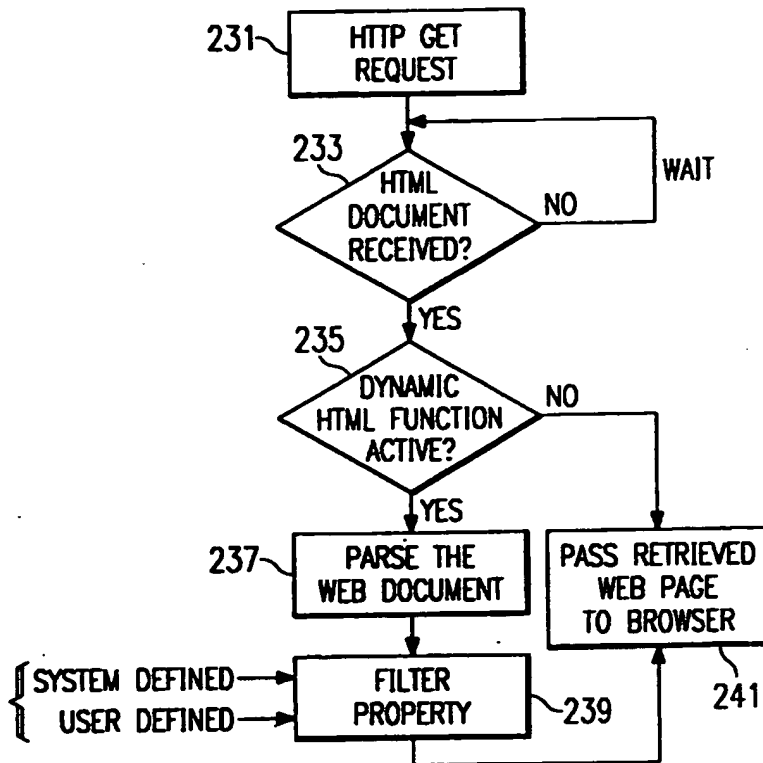 231
HTTP GET
REQUEST
233
HTML
DOCUMENT
RECEIVED?
NO
WAIT
YES
235
DYNAMIC
HTML FUNCTION
ACTIVE?
NO
YES
237
PARSE THE
WEB DOCUMENT
PASS RETRIEVED
WEB PAGE
TO BROWSER
241
SYSTEM DEFINED
USER DEFINED
FILTER
PROPERTY
239